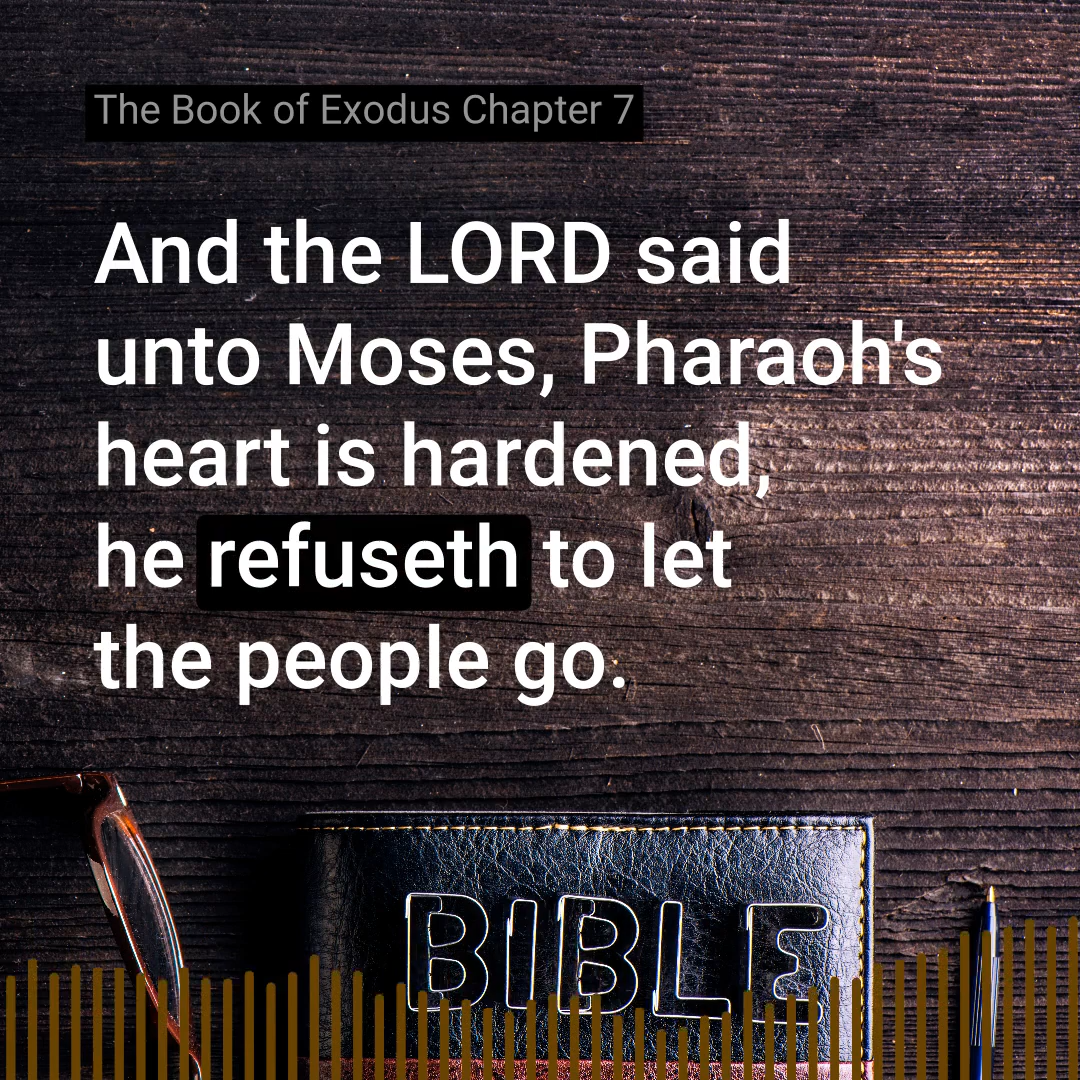 The Book of Exodus Chapter 7
And the LORD said
unto Moses, Pharaoh's
heart is hardened,
he refuseth to let
the people go.
BIBLE